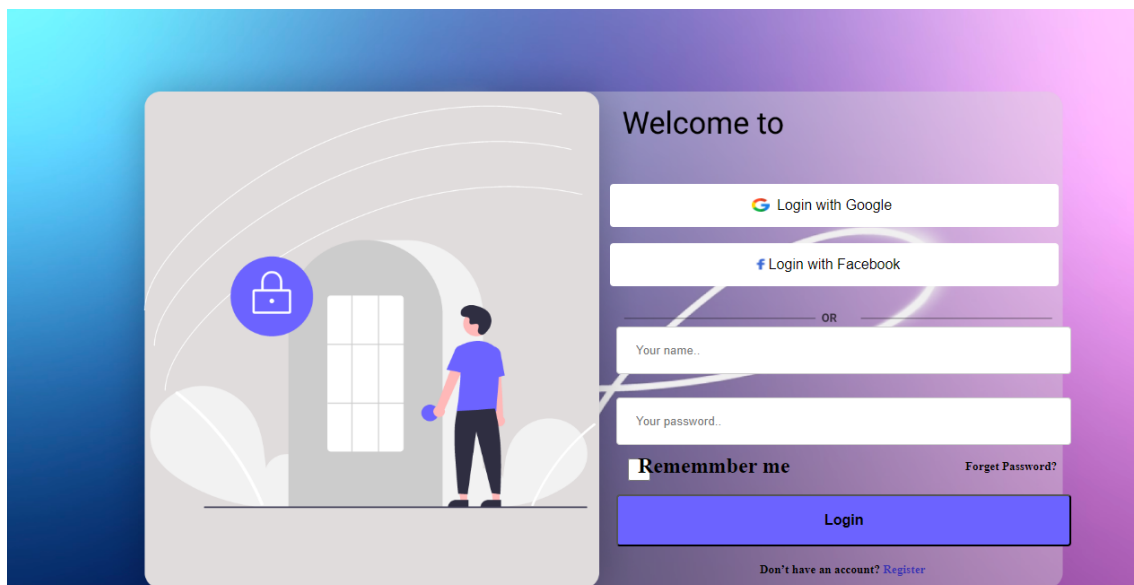 Welcome to
Login with Google
Login with Facebook
OR
Your name..
Your password..
Rememmber me
Forget Password?
Login
Don't have an account? Register